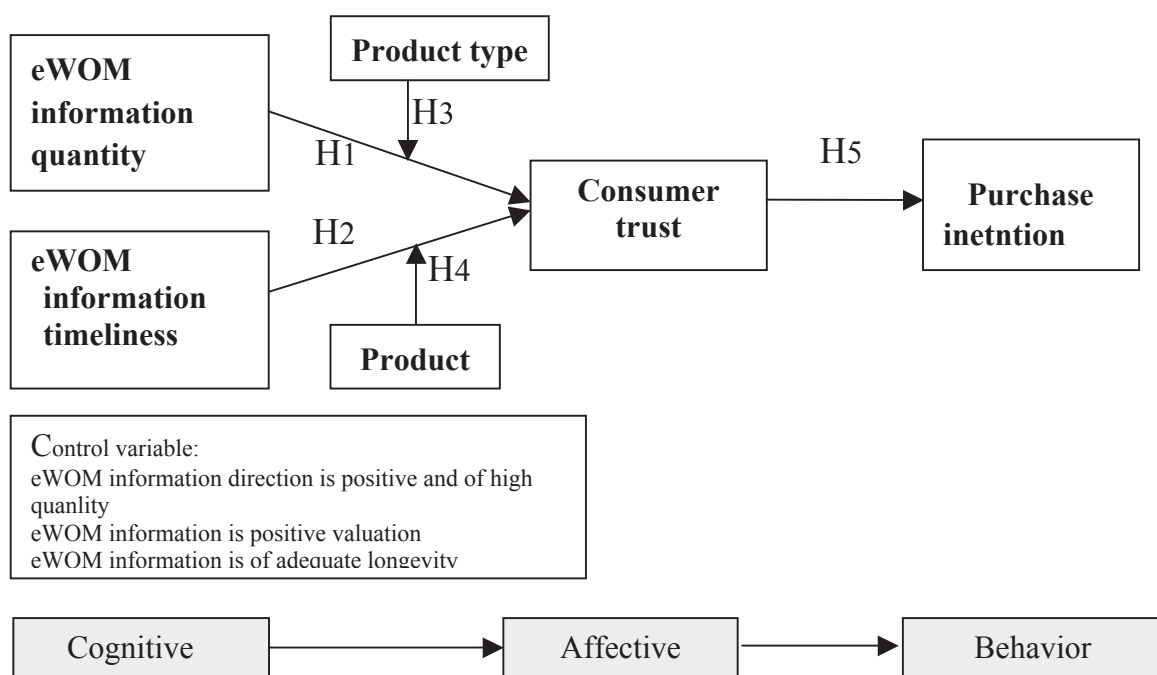 eWOM
information
quantity
Product type
H3
H1
eWOM
information
timeliness
H2
H4
Product
Consumer
trust
H5
Purchase
inetntion
Control variable:
eWOM information direction is positive and of high
quanlity
eWOM information is positive valuation
eWOM information is of adequate longevity
Cognitive
Affective
Behavior